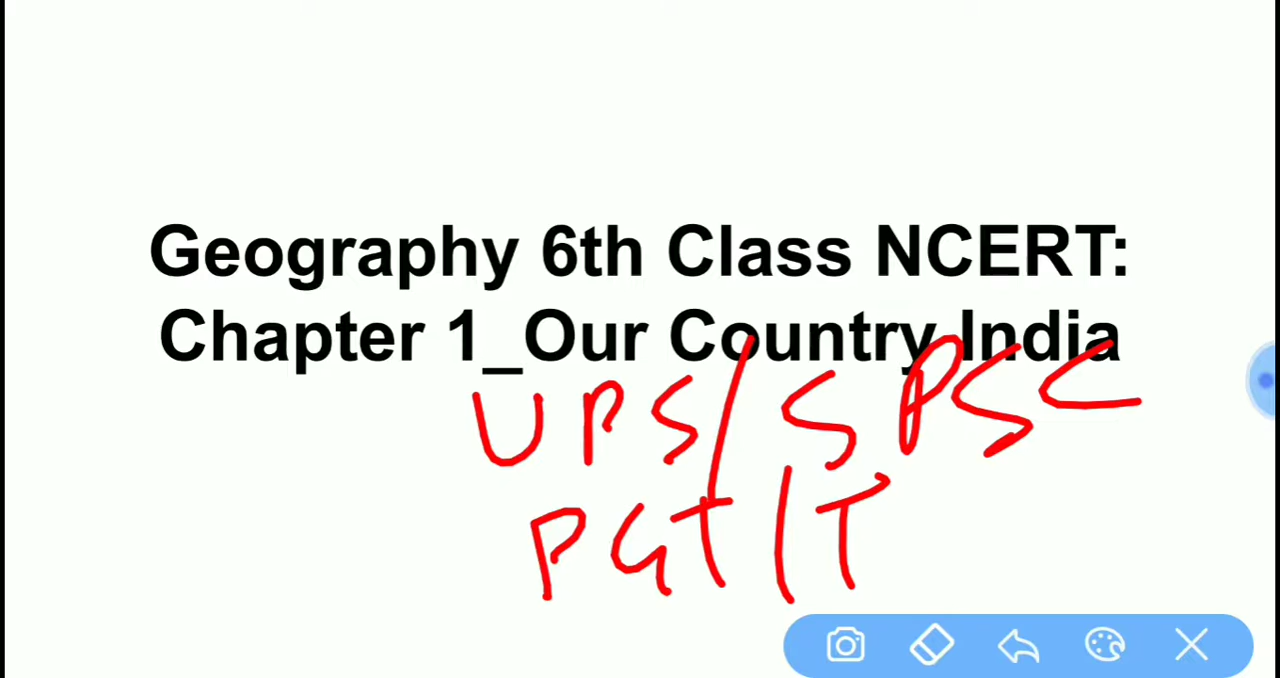 Geography 6th Class NCERT:
Chapter 1_Our Country India
UPS/SPSC
PGT/T